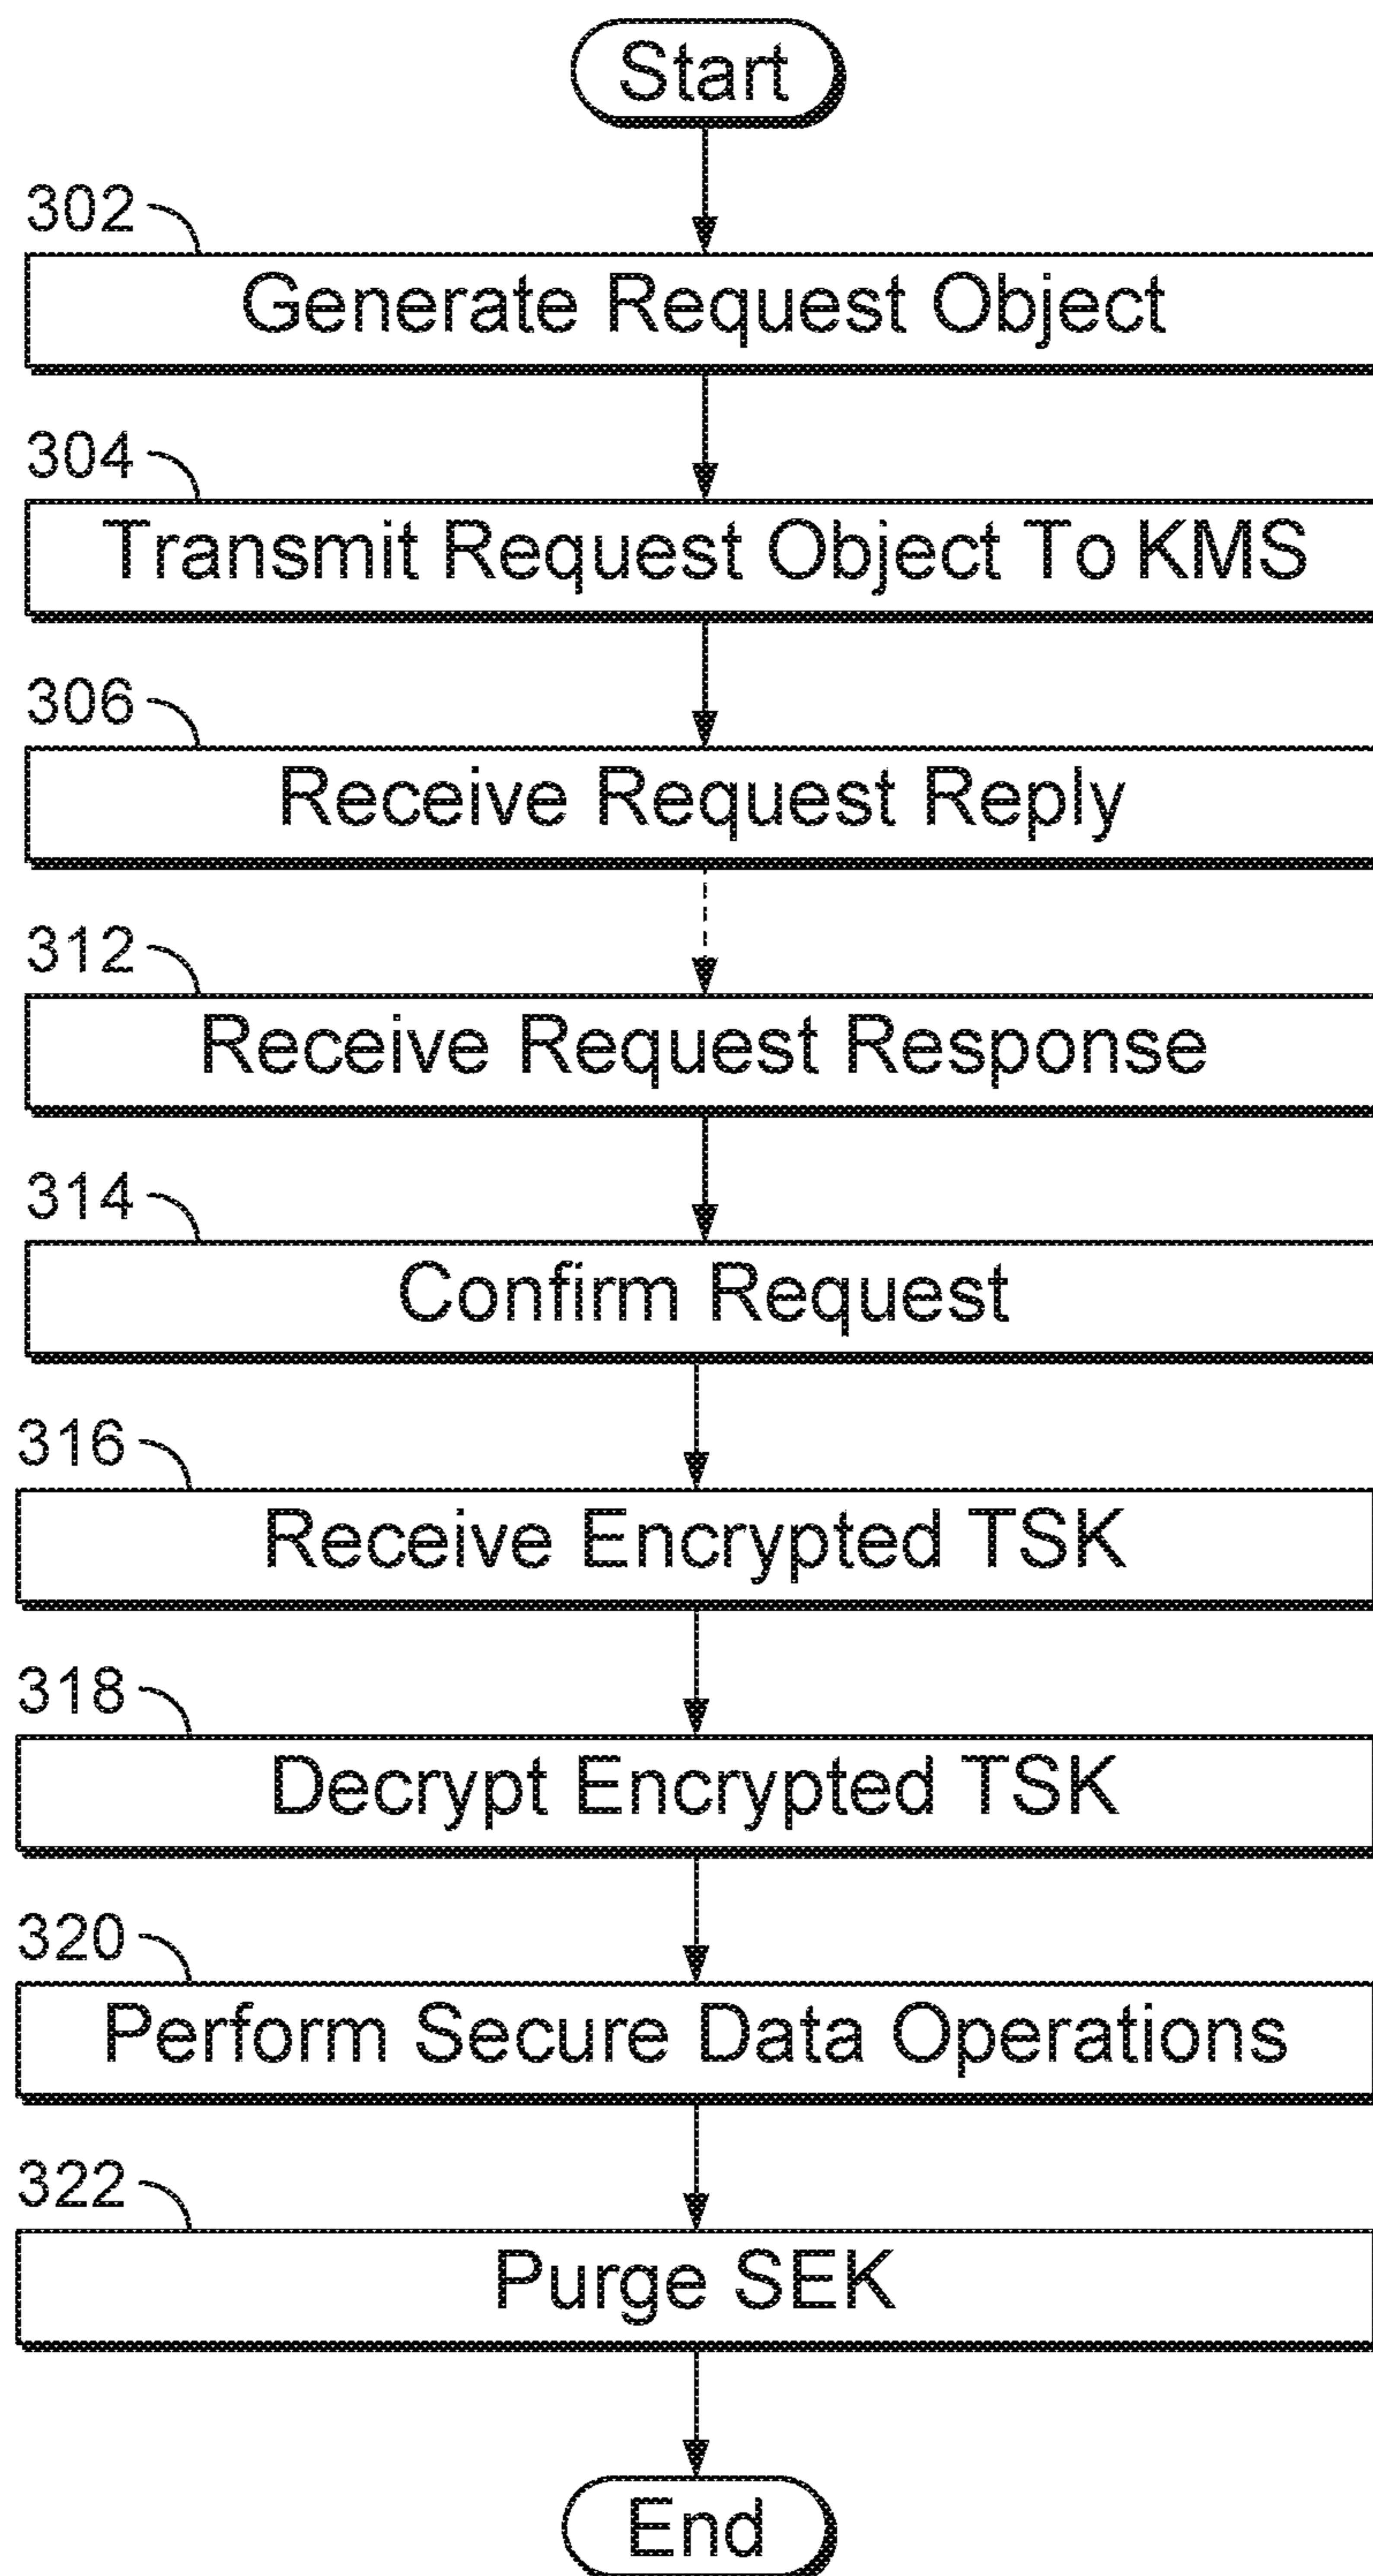 Start
302
Generate Request Object
304
Transmit Request Object To KMS
306
Receive Request Reply
312
Receive Request Response
314
Confirm Request
316
Receive Encrypted TSK
318
Decrypt Encrypted TSK
320
Perform Secure Data Operations
322
Purge SEK
End